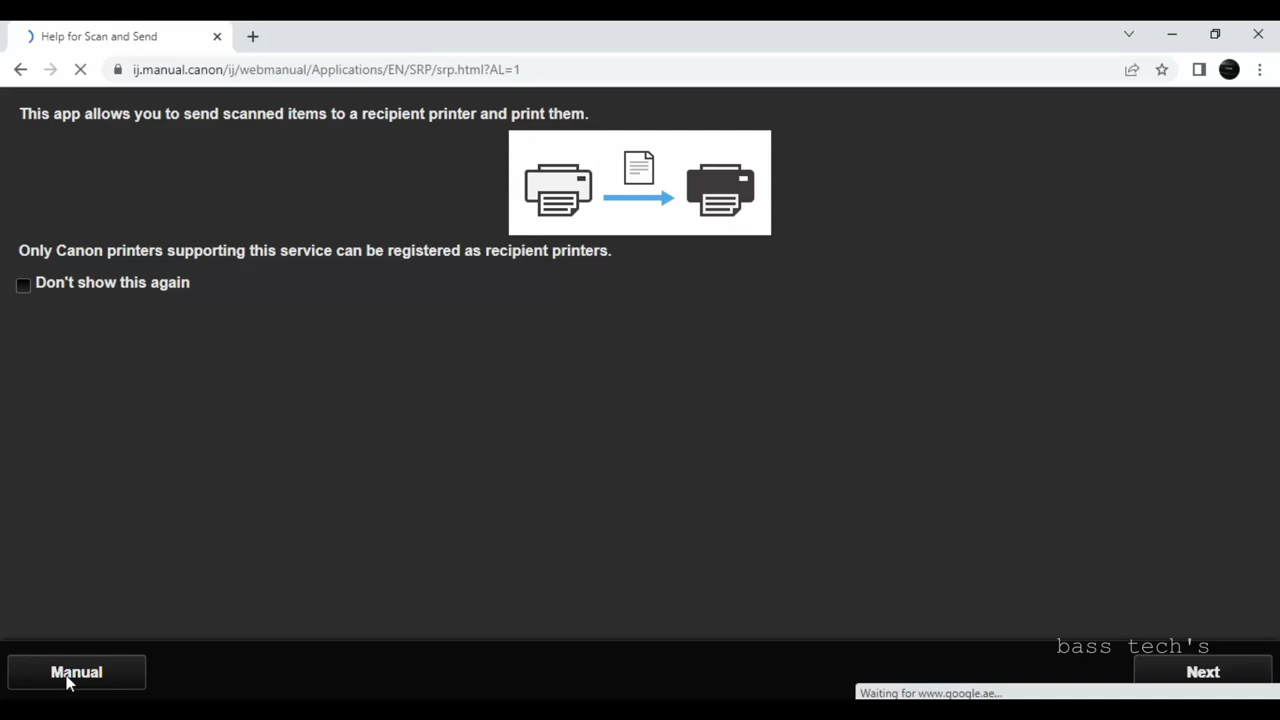 Help for Scan and Send
ij.manual.canon/ij/webmanual/Applications/EN/SRP/srp.html?AL=1
This app allows you to send scanned items to a recipient printer and print them.
Only Canon printers supporting this service can be registered as recipient printers.
Don't show this again
bass tech's
Manual
Next
Waiting for www.google.ae...